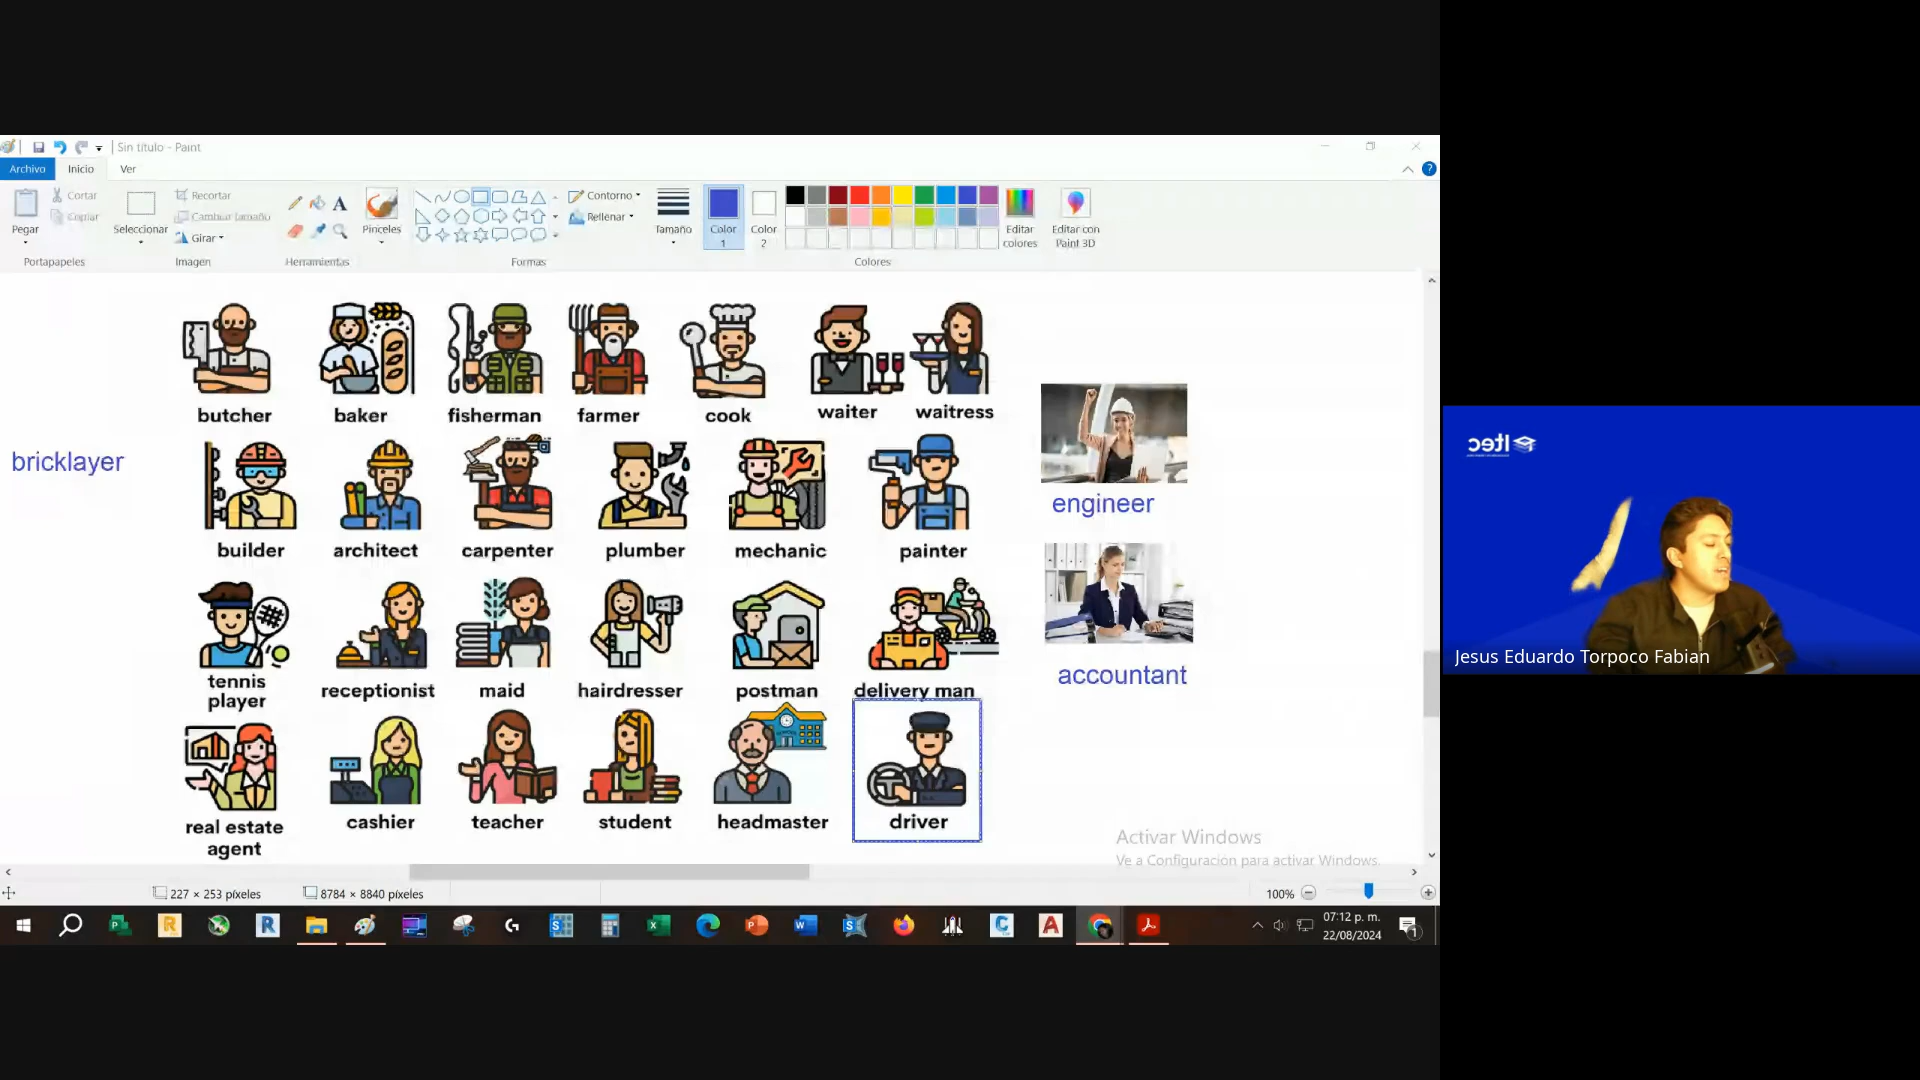 Sin título - Paint
Archivo Inicio Ver
Pegar
Cortar
Copiar
Portapapeles
Seleccionar
Recortar
Cambiar tamaño
Girar
Imagen
A
Herramientas
Pinceles
Contorno
Rellenar
Formas
Tamaño
Color 1
Color 2
Colores
Editar colores
Editar con Paint 3D
butcher baker fisherman farmer cook waiter waitress
bricklayer
engineer
builder architect carpenter plumber mechanic painter
accountant
tennis player
receptionist maid hairdresser postman delivery man
real estate agent
cashier teacher student headmaster driver
Activar Windows
Ve a Configuración para activar Windows.
227 × 253 píxeles 8784 × 8840 píxeles 100%
07:12 p. m.
22/08/2024
1
itec
Jesus Eduardo Torpoco Fabian